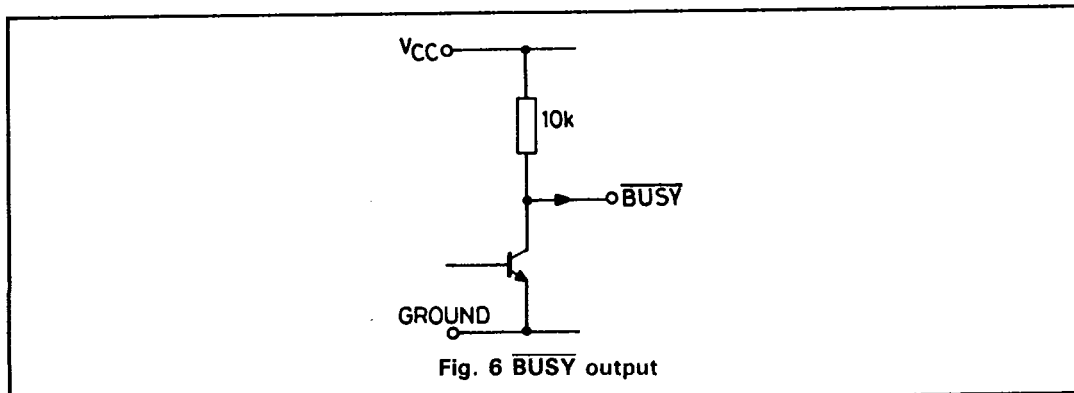 VCC
10k
BUSY
GROUND
Fig. 6 BUSY output